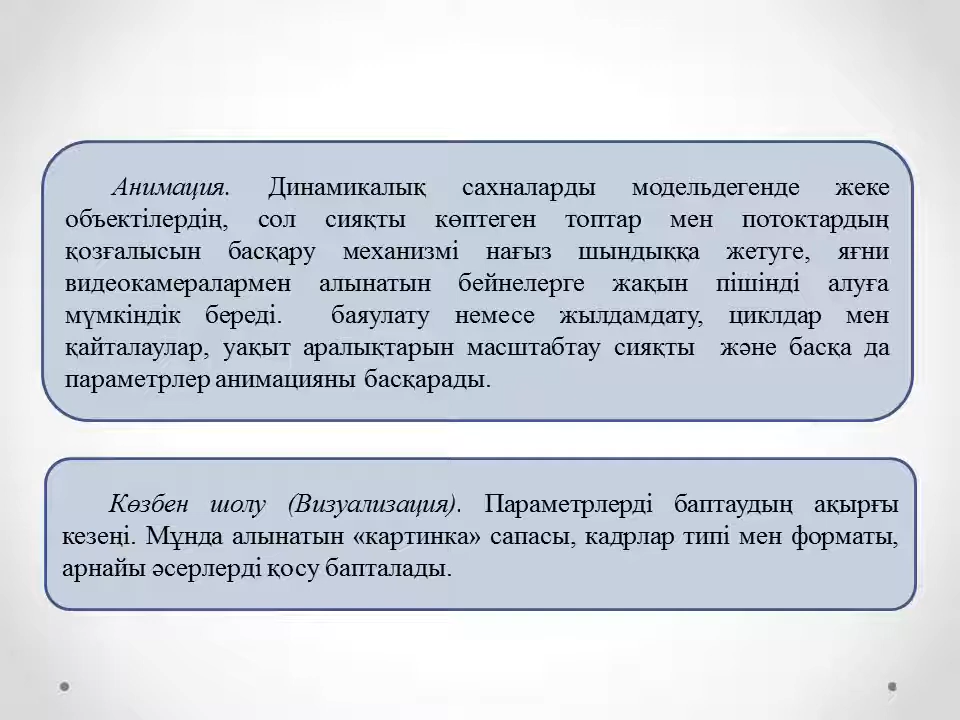 Анимация. Динамикалық сахналарды модельдегенде жеке
объектілердің, сол сияқты көптеген топтар мен потоктардың
қозғалысын басқару механизмі нағыз шындыққа жетуге, яғни
видеокамералармен алынатын бейнелерге жақын пішінді алуға
мүмкіндік береді. баяулату немесе жылдамдату, циклдар мен
қайталаулар, уақыт аралықтарын масштабтау сияқты және басқа да
параметрлер анимацияны басқарады.
Көзбен шолу (Визуализация). Параметрлерді баптаудың ақырғы
кезеңі. Мұнда алынатын «картинка» сапасы, кадрлар типі мен форматы,
арнайы әсерлерді қосу бапталады.